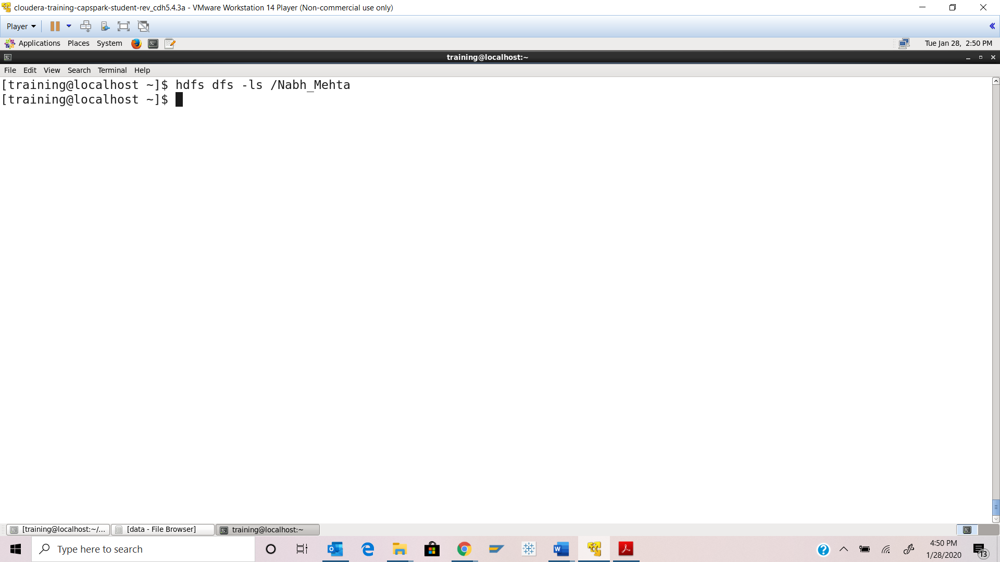 cloudera-training-capspark-student-rev_cdh5.4.3a - VMware Workstation 14 Player (Non-commercial use only)
Player
Applications Places System Tue Jan 28, 2:50 PM
training@localhost:~
File Edit View Search Terminal Help
[training@localhost ~]$ hdfs dfs -ls /Nabh_Mehta
[training@localhost ~]$
[training@localhost:~/... [data - File Browser] training@localhost:~
Type here to search
4:50 PM
1/28/2020
13